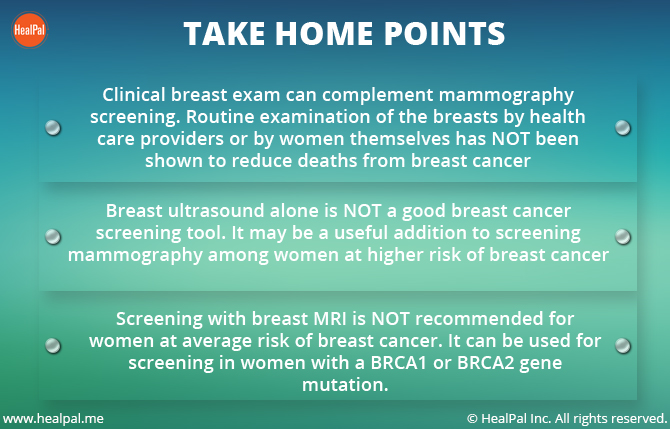 HealPal
TAKE HOME POINTS
Clinical breast exam can complement mammography
screening. Routine examination of the breasts by health
care providers or by women themselves has NOT been
shown to reduce deaths from breast cancer
Breast ultrasound alone is NOT a good breast cancer
screening tool. It may be a useful addition to screening
mammography among women at higher risk of breast cancer
Screening with breast MRI is NOT recommended for
women at average risk of breast cancer. It can be used for
screening in women with a BRCA1 or BRCA2 gene
mutation.
www.healpal.me
© HealPal Inc. All rights reserved.